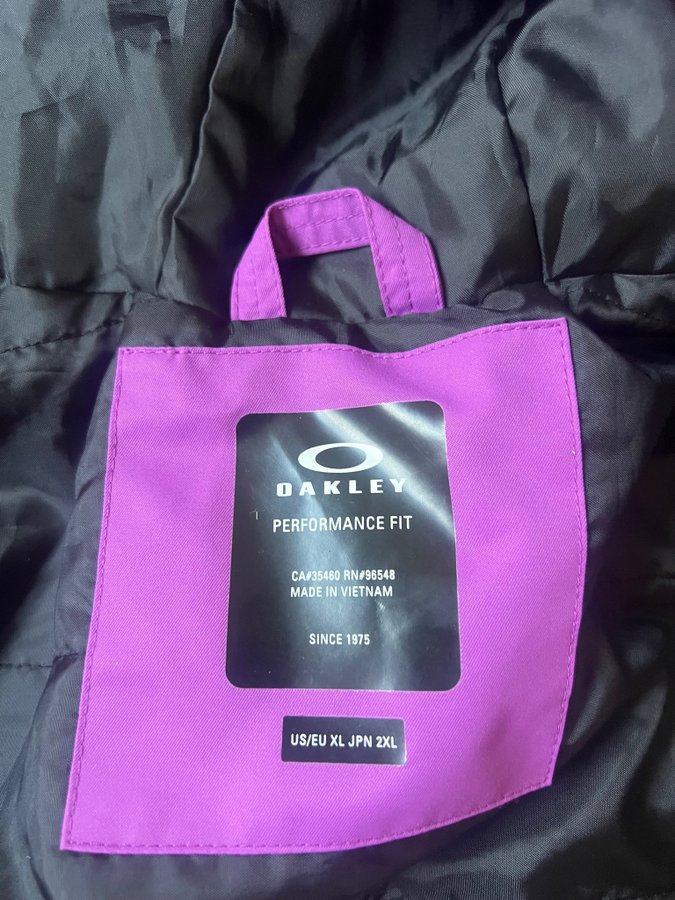 OAKLEY
PERFORMANCE FIT
CA#35460 RN#96548
MADE IN VIETNAM
SINCE 1975
US/EU XL JPN 2XL